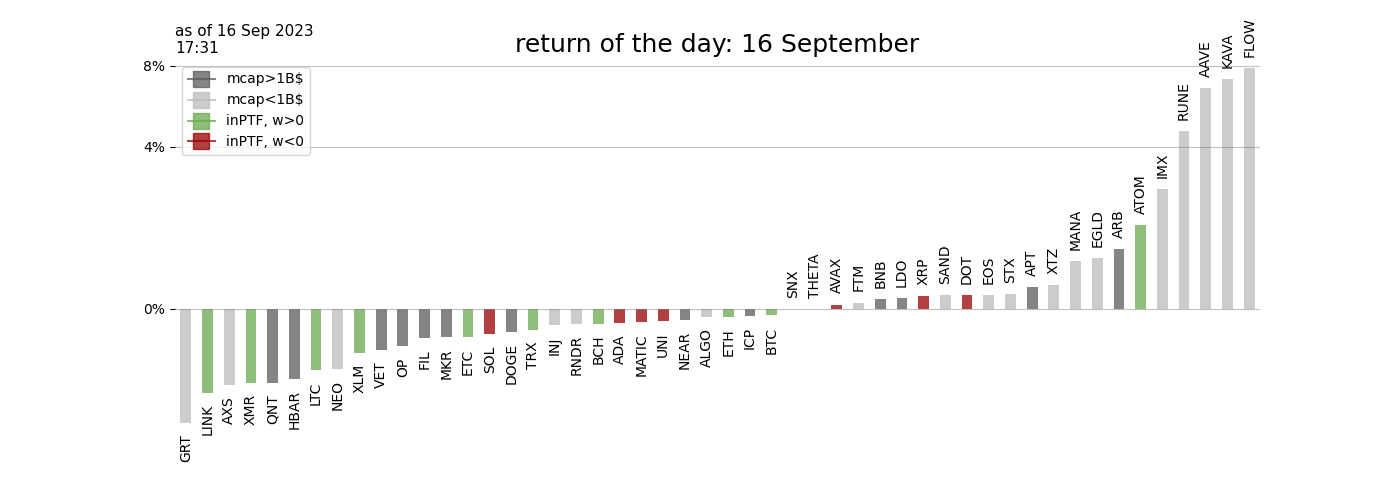 as of 16 Sep 2023
17:31
return of the day: 16 September
8%
4%
0%
mcap>1B$
mcap<1B$
inPTF, w>0
inPTF, w<0
GRT
LINK
AXS
XMR
QNT
HBAR
LTC
NEO
XLM
VET
OP
FIL
MKR
ETC
SOL
DOGE
TRX
INJ
RNDR
BCH
ADA
MATIC
UNI
NEAR
ALGO
ETH
ICP
BTC
SNX
THETA
AVAX
FTM
BNB
LDO
XRP
SAND
DOT
EOS
STX
APT
XTZ
MANA
EGLD
ARB
ATOM
IMX
RUNE
AAVE
KAVA
FLOW